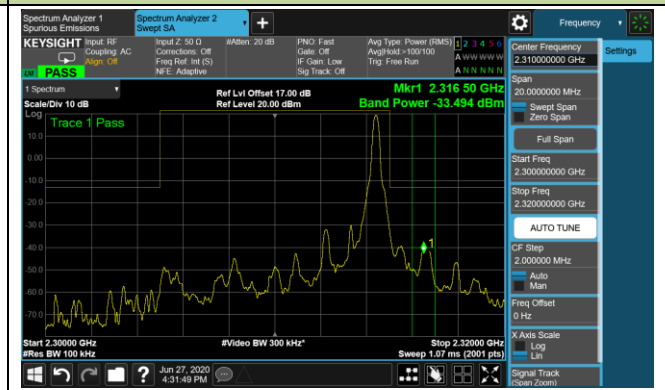 Spectrum Analyzer 1
Spurious Emissions
Spectrum Analyzer 2
Swept SA
Frequency
KEYSIGHT
Input: RF
Coupling: AC
Align: Off
Input Z: 50 Ω
Corrections: Off
Freq Ref: Int (S)
NFE: Adaptive
#Atten: 20 dB
PNO: Fast
Gate: Off
IF Gain: Low
Sig Track: Off
Avg Type: Power (RMS)
Avg|Hold:>100/100
Trig: Free Run
1 2 3 4 5 6
A W W W W W
A N N N N N
PASS
1 Spectrum
Scale/Div 10 dB
Ref Lvl Offset 17.00 dB
Ref Level 20.00 dBm
Mkr1 2.316 50 GHz
Band Power -33.494 dBm
Log
Trace 1 Pass
10.0
0.00
-10.0
-20.0
-30.0
-40.0
-50.0
-60.0
-70.0
1
Start 2.30000 GHz
#Res BW 100 kHz
#Video BW 300 kHz*
Stop 2.32000 GHz
Sweep 1.07 ms (2001 pts)
Jun 27, 2020
4:31:49 PM
Center Frequency
2.310000000 GHz
Settings
Span
20.0000000 MHz
Swept Span
Zero Span
Full Span
Start Freq
2.300000000 GHz
Stop Freq
2.320000000 GHz
AUTO TUNE
CF Step
2.000000 MHz
Auto
Man
Freq Offset
0 Hz
X Axis Scale
Log
Lin
Signal Track
(Span Zoom)